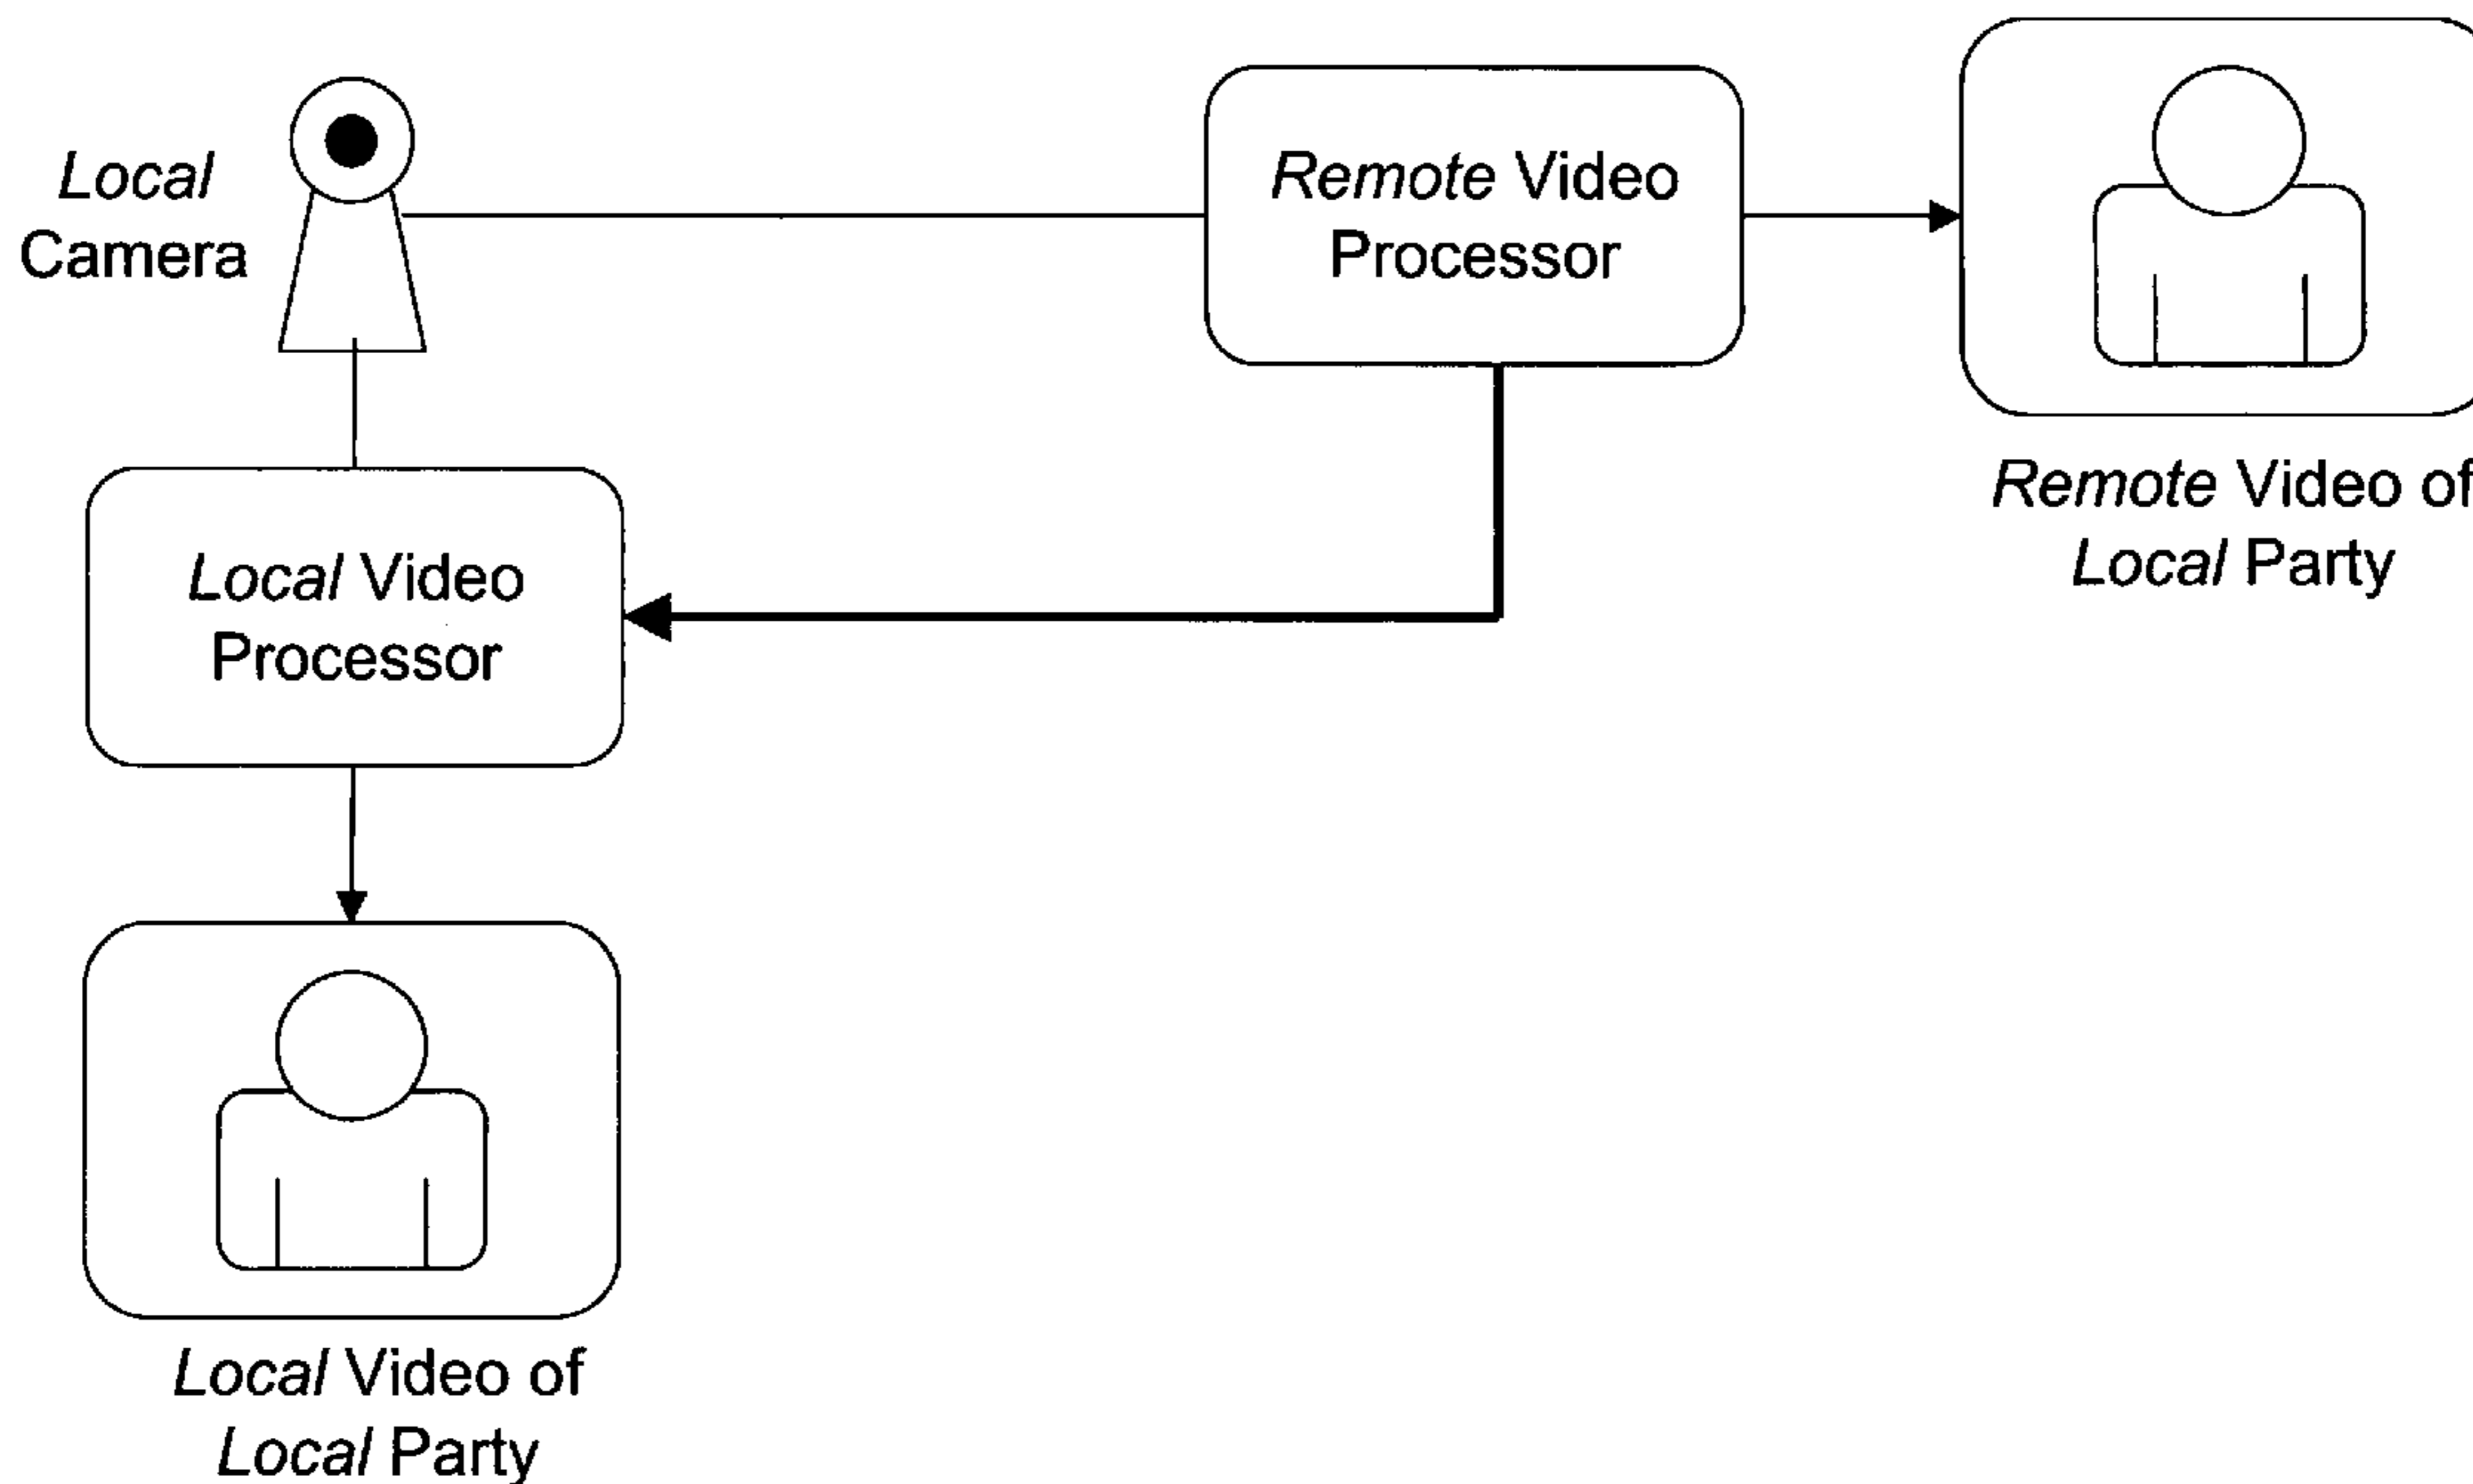 Local
Camera
Remote Video
Processor
Remote Video of
Local Party
Local Video
Processor
Local Video of
Local Party